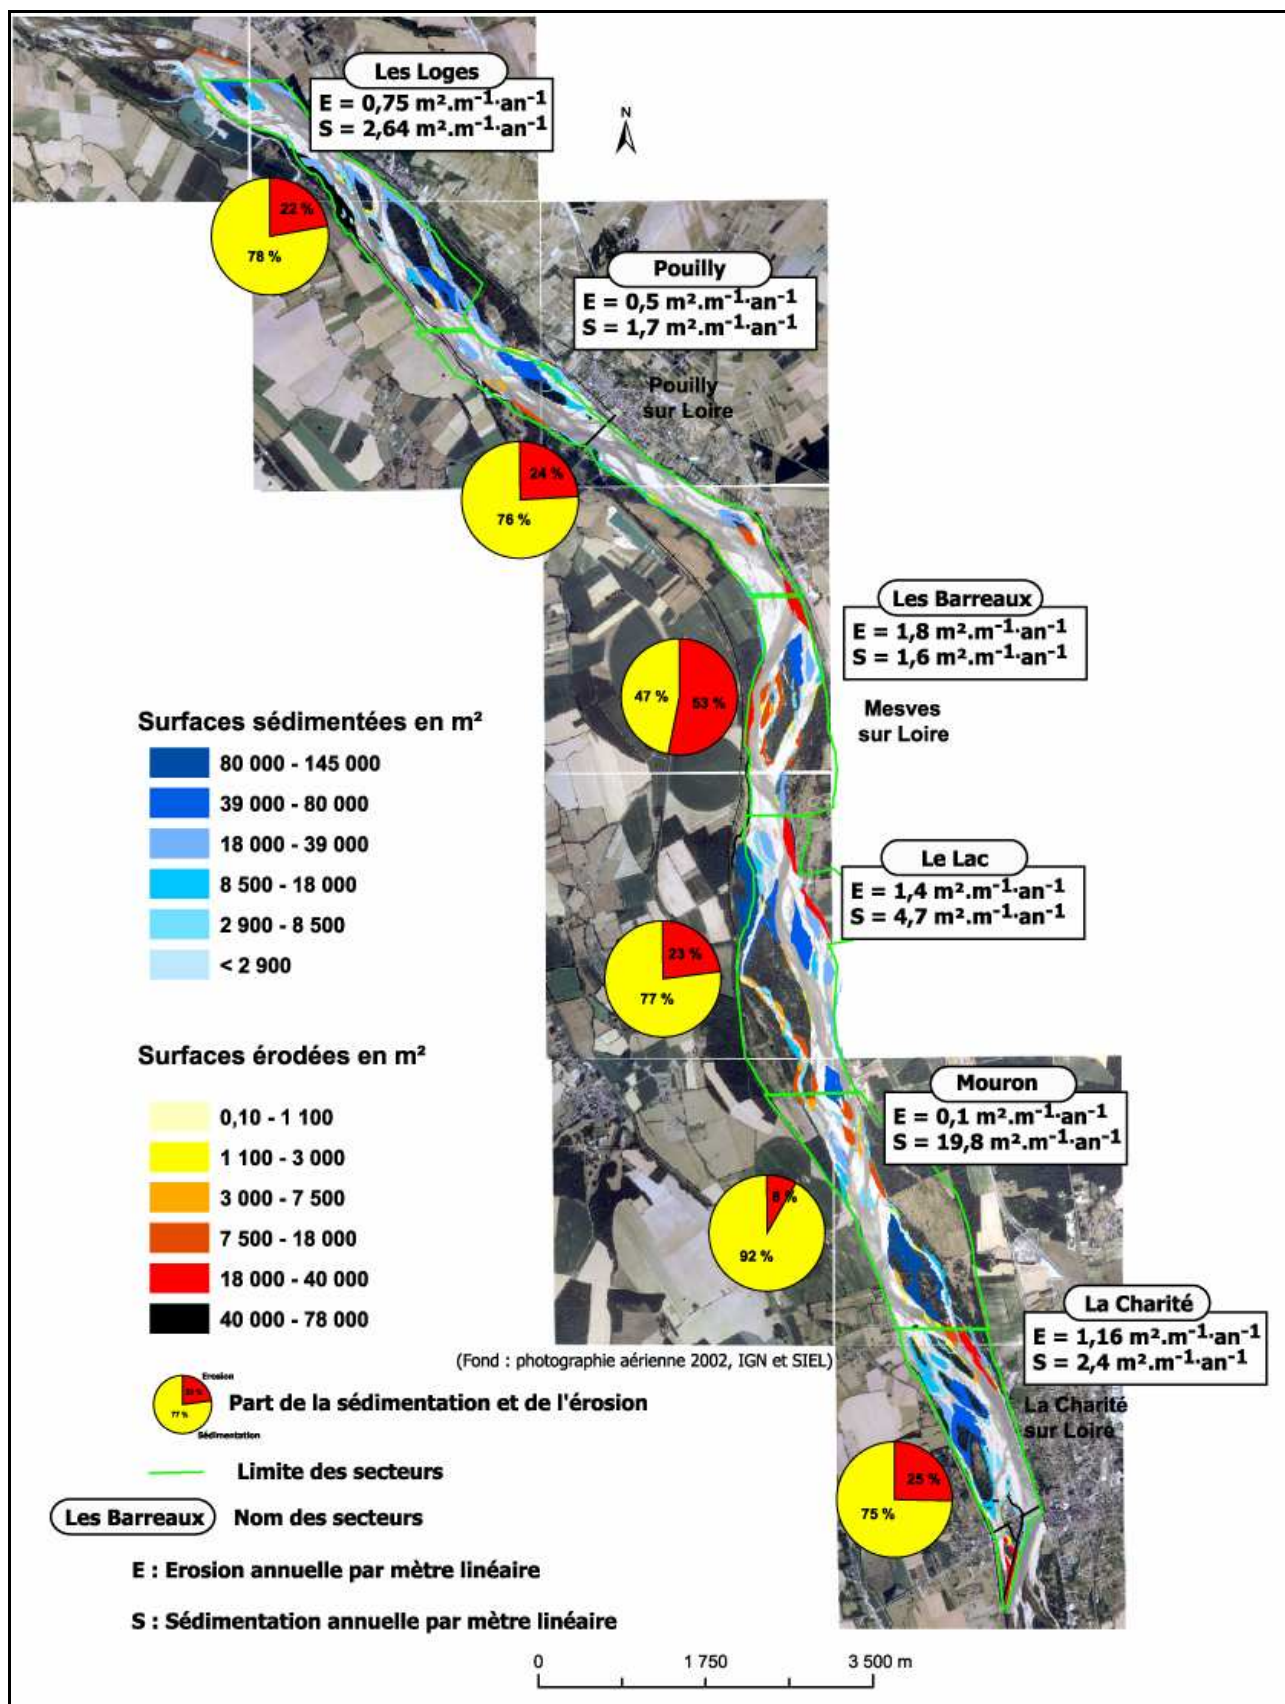 Les Loges
E = 0,75 m².m⁻¹.an⁻¹
S = 2,64 m².m⁻¹.an⁻¹
N
22 %
78 %
Pouilly
E = 0,5 m².m⁻¹.an⁻¹
S = 1,7 m².m⁻¹.an⁻¹
Pouilly
sur Loire
24 %
76 %
Les Barreaux
E = 1,8 m².m⁻¹.an⁻¹
S = 1,6 m².m⁻¹.an⁻¹
47 %
53 %
Mesves
sur Loire
Surfaces sédimentées en m²
80 000 - 145 000
39 000 - 80 000
18 000 - 39 000
8 500 - 18 000
2 900 - 8 500
< 2 900
Le Lac
E = 1,4 m².m⁻¹.an⁻¹
S = 4,7 m².m⁻¹.an⁻¹
23 %
77 %
Surfaces érodées en m²
0,10 - 1 100
1 100 - 3 000
3 000 - 7 500
7 500 - 18 000
18 000 - 40 000
40 000 - 78 000
Mouron
E = 0,1 m².m⁻¹.an⁻¹
S = 19,8 m².m⁻¹.an⁻¹
8 %
92 %
La Charité
E = 1,16 m².m⁻¹.an⁻¹
S = 2,4 m².m⁻¹.an⁻¹
(Fond : photographie aérienne 2002, IGN et SIEL)
La Charité
sur Loire
25 %
75 %
Erosion
77 %
Sédimentation
Part de la sédimentation et de l'érosion
Limite des secteurs
Les Barreaux
Nom des secteurs
E : Erosion annuelle par mètre linéaire
S : Sédimentation annuelle par mètre linéaire
0
1 750
3 500 m